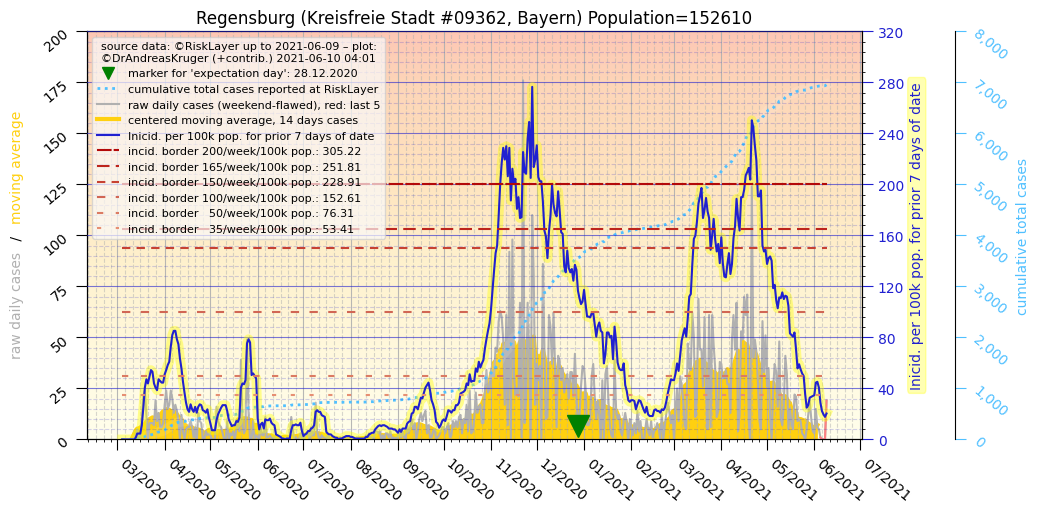 Regensburg (Kreisfreie Stadt #09362, Bayern) Population=152610
source data: ©RiskLayer up to 2021-06-09 – plot:
©DrAndreasKruger (+contrib.) 2021-06-10 04:01
marker for 'expectation day': 28.12.2020
cumulative total cases reported at RiskLayer
raw daily cases (weekend-flawed), red: last 5
centered moving average, 14 days cases
Inicid. per 100k pop. for prior 7 days of date
incid. border 200/week/100k pop.: 305.22
incid. border 165/week/100k pop.: 251.81
incid. border 150/week/100k pop.: 228.91
incid. border 100/week/100k pop.: 152.61
incid. border 50/week/100k pop.: 76.31
incid. border 35/week/100k pop.: 53.41
raw daily cases / moving average
200
175
150
125
100
75
50
25
0
320
280
240
200
160
120
80
40
0
Inicid. per 100k pop. for prior 7 days of date
8,000
7,000
6,000
5,000
4,000
3,000
2,000
1,000
0
cumulative total cases
03/2020
04/2020
05/2020
06/2020
07/2020
08/2020
09/2020
10/2020
11/2020
12/2020
01/2021
02/2021
03/2021
04/2021
05/2021
06/2021
07/2021